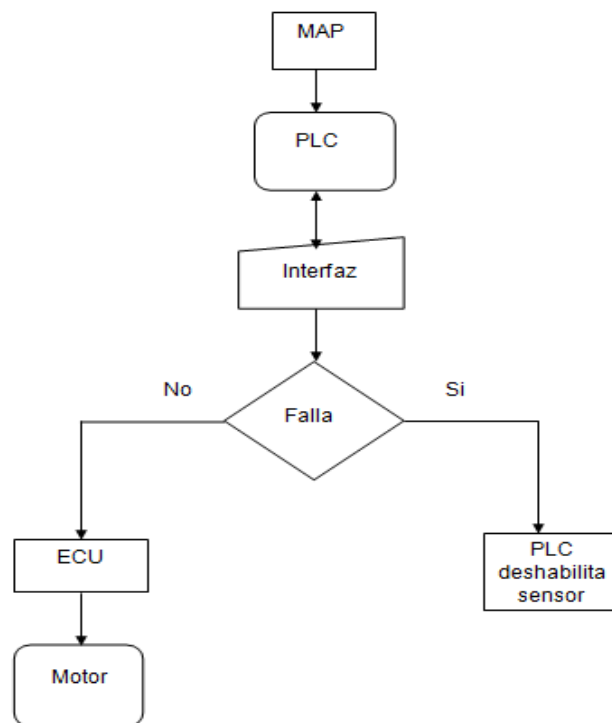 MAP
PLC
Interfaz
No
Si
Falla
ECU
PLC
deshabilita
sensor
Motor